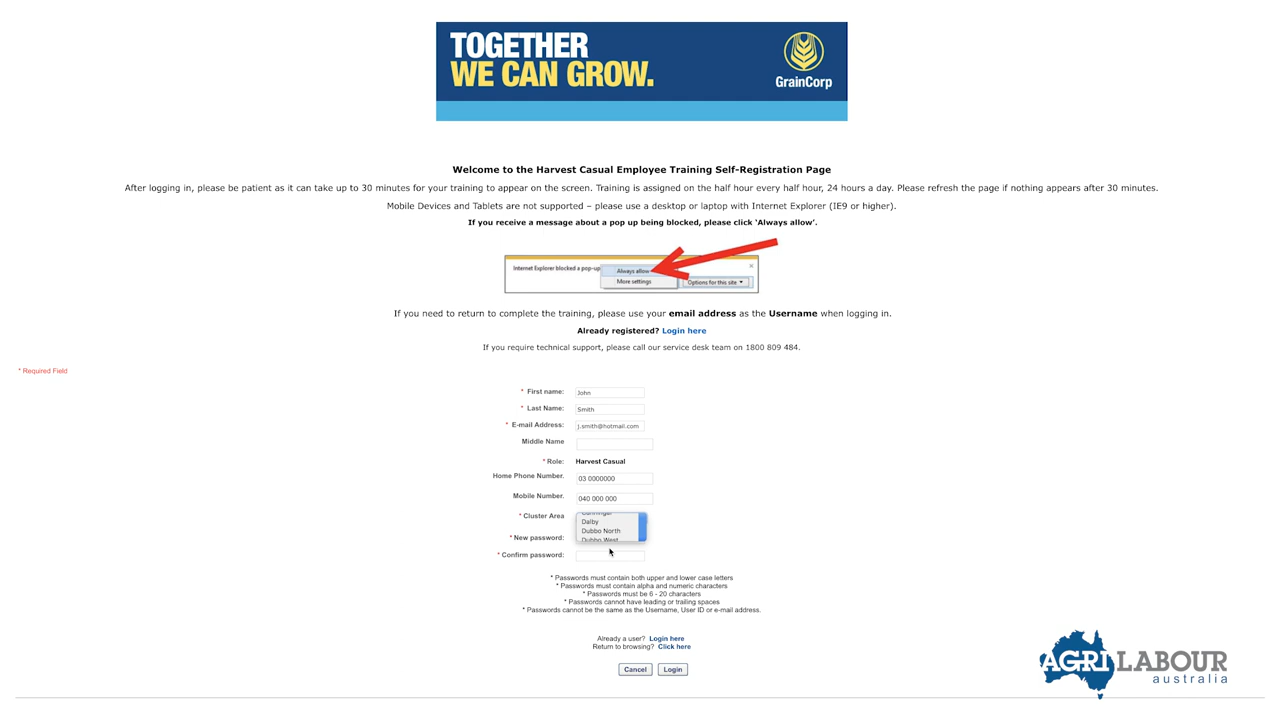 TOGETHER
WE CAN GROW.
GrainCorp
Welcome to the Harvest Casual Employee Training Self-Registration Page
After logging in, please be patient as it can take up to 30 minutes for your training to appear on the screen. Training is assigned on the half hour every half hour, 24 hours a day. Please refresh the page if nothing appears after 30 minutes.
Mobile Devices and Tablets are not supported – please use a desktop or laptop with Internet Explorer (IE9 or higher).
If you receive a message about a pop up being blocked, please click ‘Always allow’.
Internet Explorer blocked a pop-up
Always allow
More settings
Options for this site
If you need to return to complete the training, please use your email address as the Username when logging in.
Already registered? Login here
If you require technical support, please call our service desk team on 1800 809 484.
* Required Field
* First name: John
* Last Name: Smith
* E-mail Address: j.smith@hotmail.com
Middle Name
* Role: Harvest Casual
Home Phone Number. 03 0000000
Mobile Number. 040 000 000
* Cluster Area
Dalby
Dubbo North
Dubbo West
* New password:
* Confirm password:
* Passwords must contain both upper and lower case letters
* Passwords must contain alpha and numeric characters
* Passwords must be 6 - 20 characters
* Passwords cannot have leading or trailing spaces
* Passwords cannot be the same as the Username, User ID or e-mail address.
Already a user? Login here
Return to browsing? Click here
Cancel Login
AGRI LABOUR
australia